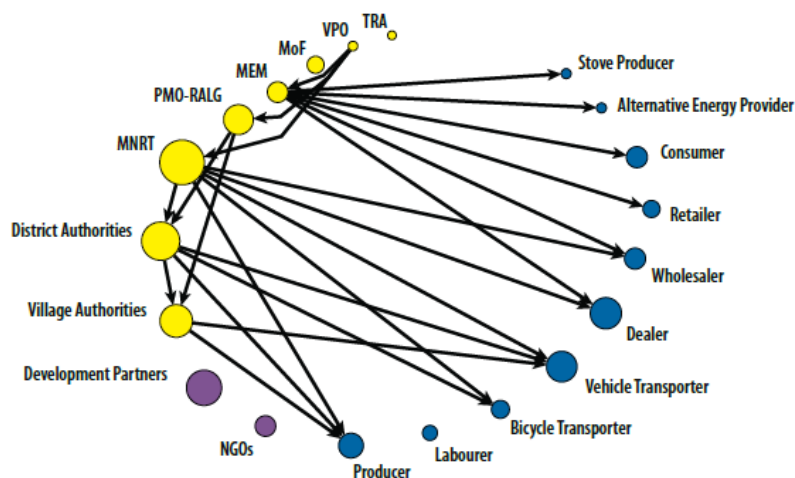 TRA
VPO
MoF
MEM
PMO-RALG
MNRT
District Authorities
Village Authorities
Development Partners
NGOs
Producer
Labourer
Bicycle Transporter
Vehicle Transporter
Dealer
Wholesaler
Retailer
Consumer
Alternative Energy Provider
Stove Producer